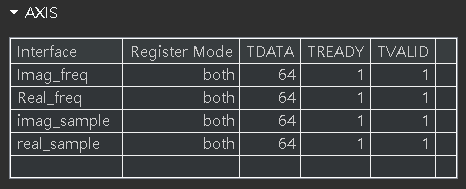 AXIS
Interface Register Mode TDATA TREADY TVALID
Imag_freq both 64 1 1
Real_freq both 64 1 1
imag_sample both 64 1 1
real_sample both 64 1 1